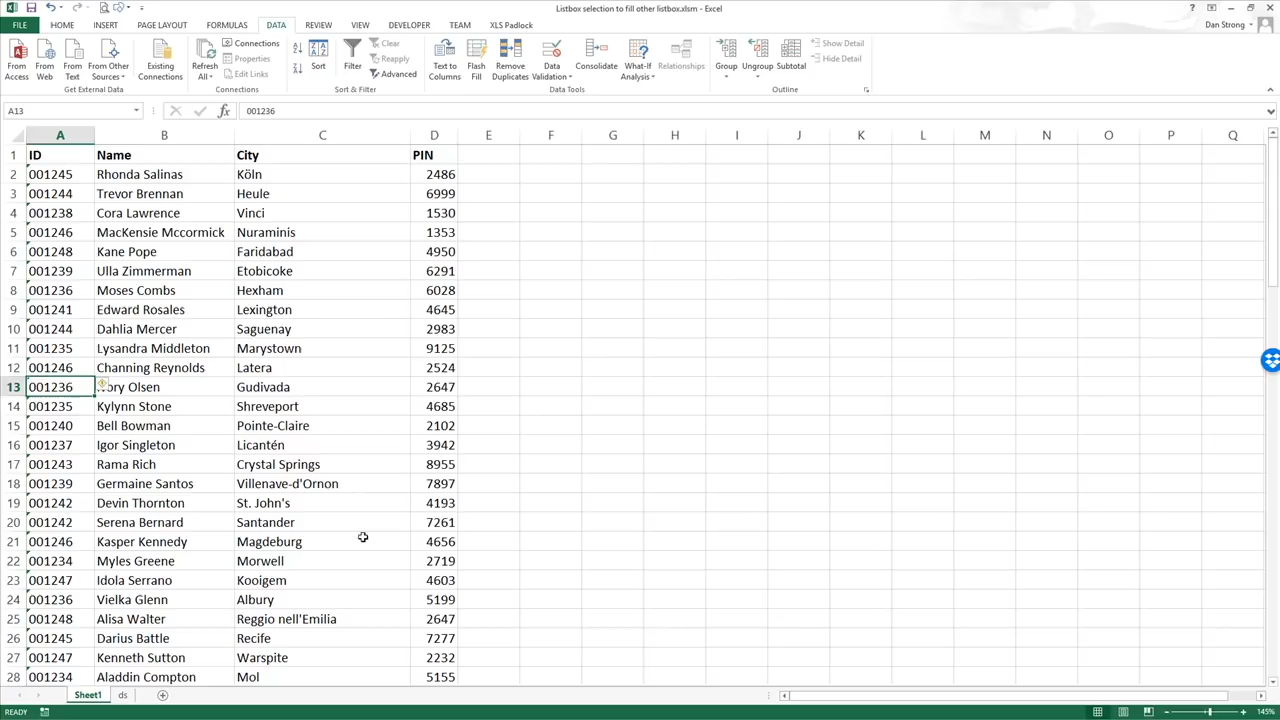 Listbox selection to fill other listbox.xlsm - Excel
FILE HOME INSERT PAGE LAYOUT FORMULAS DATA REVIEW VIEW DEVELOPER TEAM XLS Padlock Dan Strong
From Access From Web From Text From Other Sources Existing Connections Refresh All Connections Properties Edit Links Sort Filter Clear Reapply Advanced Text to Columns Flash Fill Remove Duplicates Data Validation Consolidate What-If Analysis Relationships Group Ungroup Subtotal Show Detail Hide Detail
Get External Data Connections Sort & Filter Data Tools Outline
A13 fx 001236
A B C D E F G H I J K L M N O P Q
1 ID Name City PIN
2 001245 Rhonda Salinas Köln 2486
3 001244 Trevor Brennan Heule 6999
4 001238 Cora Lawrence Vinci 1530
5 001246 MacKensie Mccormick Nuraminis 1353
6 001248 Kane Pope Faridabad 4950
7 001239 Ulla Zimmerman Etobicoke 6291
8 001236 Moses Combs Hexham 6028
9 001241 Edward Rosales Lexington 4645
10 001244 Dahlia Mercer Saguenay 2983
11 001235 Lysandra Middleton Marystown 9125
12 001246 Channing Reynolds Latera 2524
13 001236 Olsen Gudivada 2647
14 001235 Kylynn Stone Shreveport 4685
15 001240 Bell Bowman Pointe-Claire 2102
16 001237 Igor Singleton Licantén 3942
17 001243 Rama Rich Crystal Springs 8955
18 001239 Germaine Santos Villenave-d'Ornon 7897
19 001242 Devin Thornton St. John's 4193
20 001242 Serena Bernard Santander 7261
21 001246 Kasper Kennedy Magdeburg 4656
22 001234 Myles Greene Morwell 2719
23 001247 Idola Serrano Kooigem 4603
24 001236 Vielka Glenn Albury 5199
25 001248 Alisa Walter Reggio nell'Emilia 2647
26 001245 Darius Battle Recife 7277
27 001247 Kenneth Sutton Warspite 2232
28 001234 Aladdin Compton Mol 5155
Sheet1 ds
READY 145%